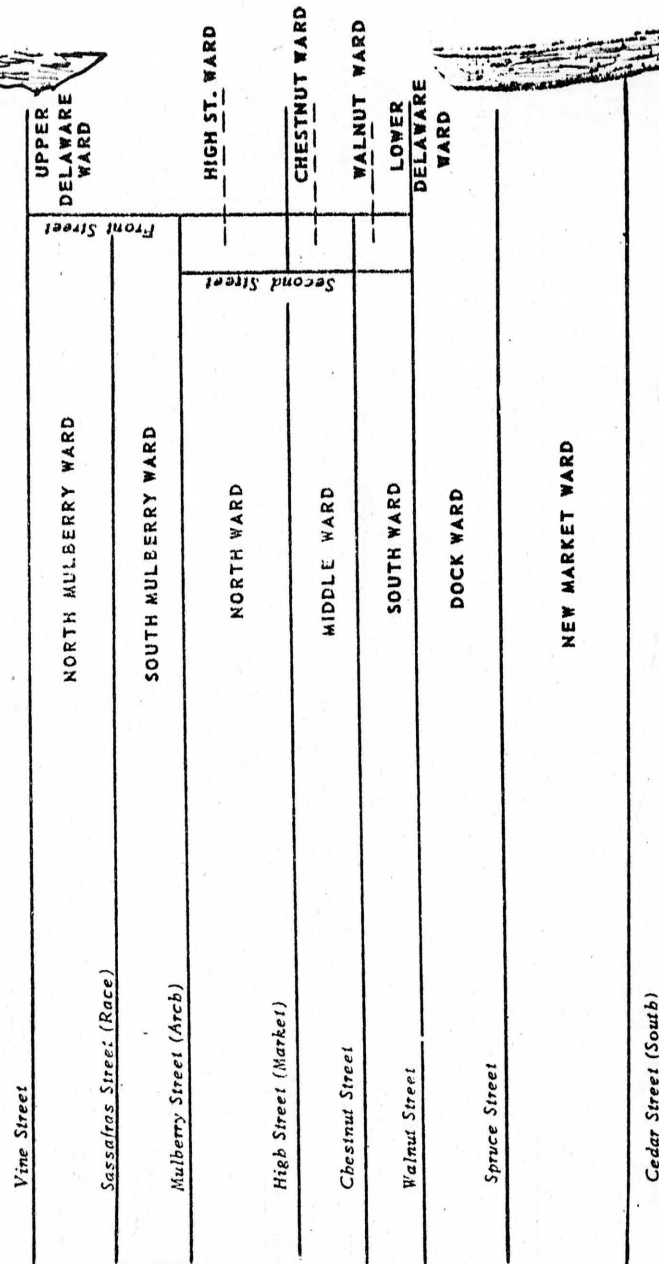 UPPER
DELAWARE
WARD
HIGH ST. WARD
CHESTNUT WARD
WALNUT WARD
LOWER
DELAWARE
WARD
Front Street
Second Street
NORTH MULBERRY WARD
SOUTH MULBERRY WARD
NORTH WARD
MIDDLE WARD
SOUTH WARD
DOCK WARD
NEW MARKET WARD
Vine Street
Sassafras Street (Race)
Mulberry Street (Arch)
High Street (Market)
Chestnut Street
Walnut Street
Spruce Street
Cedar Street (South)